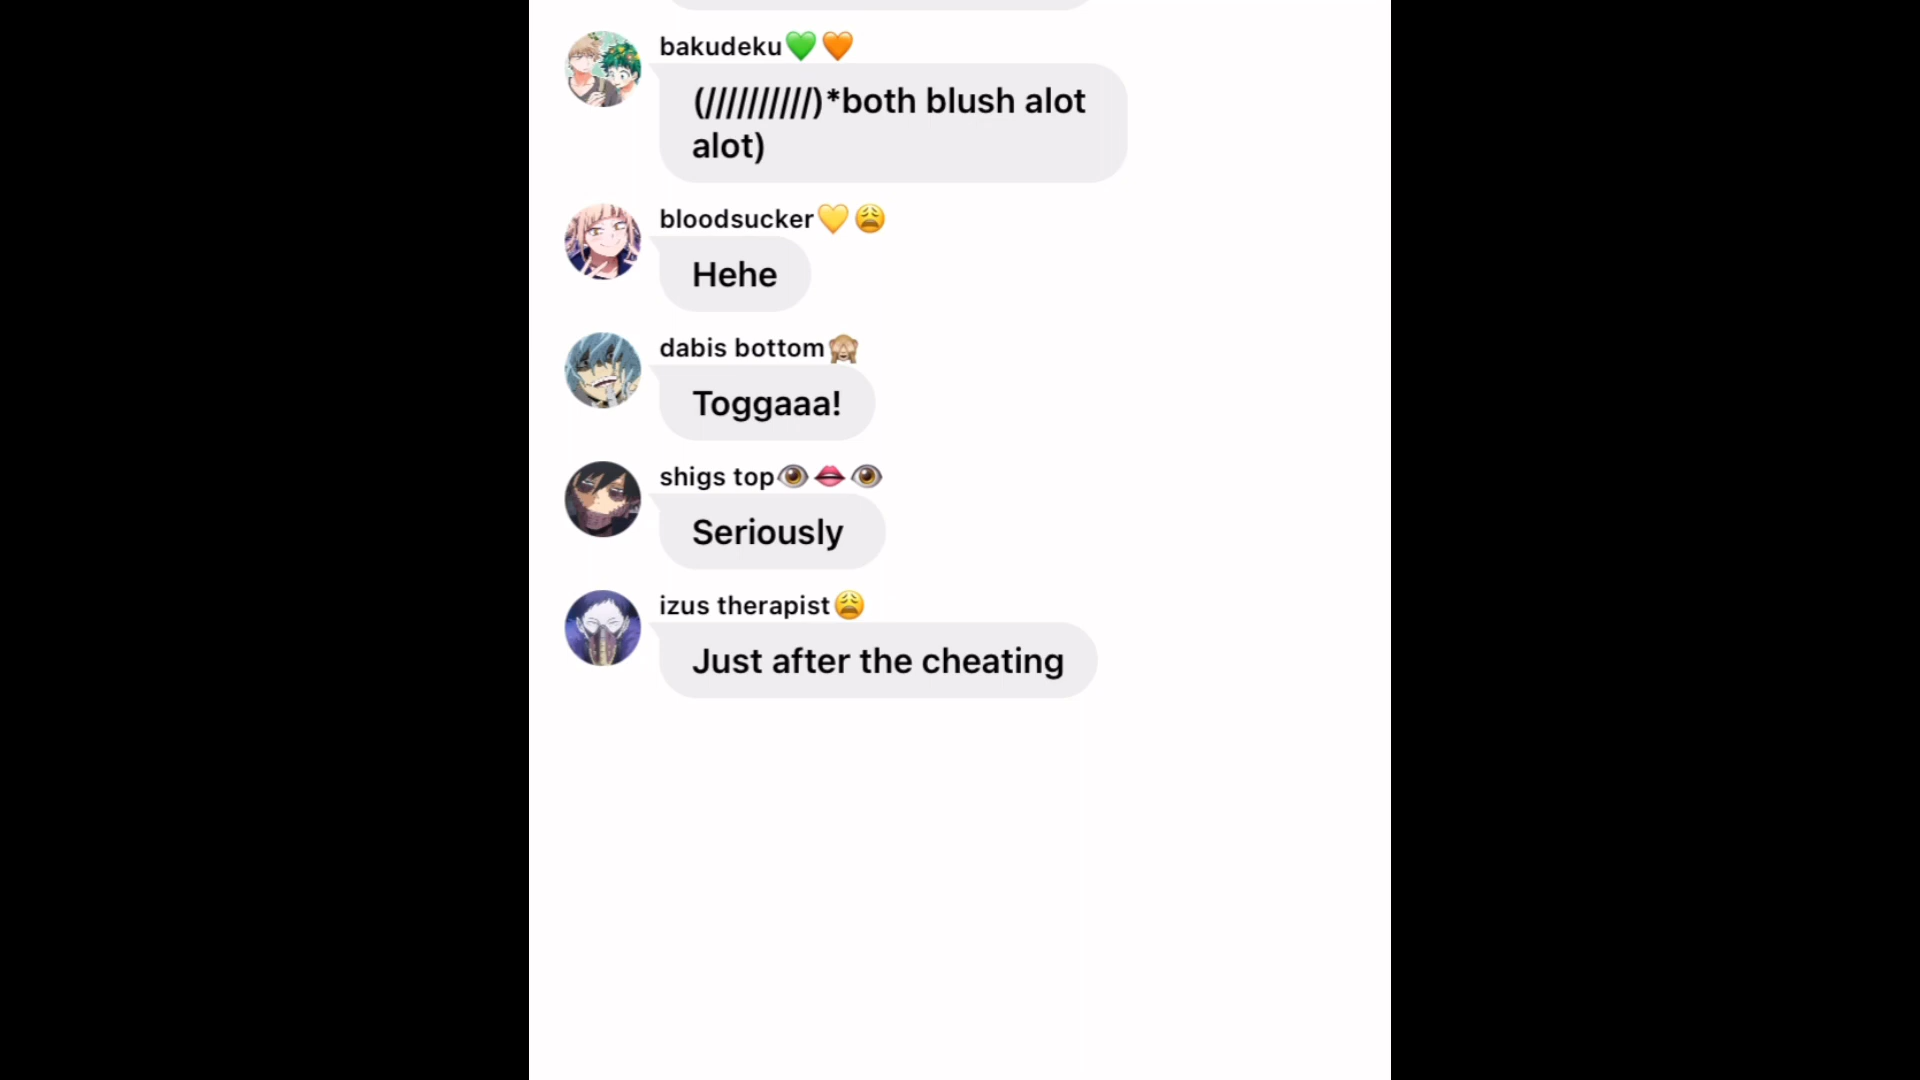 bakudeku💚🧡
(//////////)*both blush alot
alot)
bloodsucker💛😩
Hehe
dabis bottom🙈
Toggaaa!
shigs top👁👄👁
Seriously
izus therapist😩
Just after the cheating